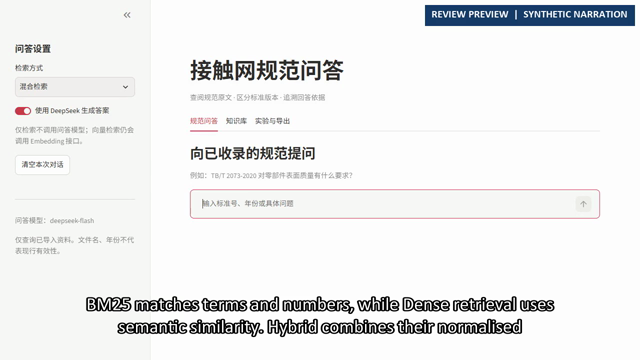 REVIEW PREVIEW | SYNTHETIC NARRATION
问答设置
检索方式
混合检索
使用 DeepSeek 生成答案
仅检索不调用问答模型；向量检索仍会
调用 Embedding 接口。
清空本次对话
问答模型：deepseek-flash
仅查询已导入资料。文件名、年份不代
表现行有效性。
接触网规范问答
查阅规范原文 · 区分标准版本 · 追溯回答依据
规范问答 知识库 实验与导出
向已收录的规范提问
例如：TB/T 2073-2020 对零部件表面质量有什么要求？
输入标准号、年份或具体问题
BM25 matches terms and numbers, while Dense retrieval uses
semantic similarity. Hybrid combines their normalised